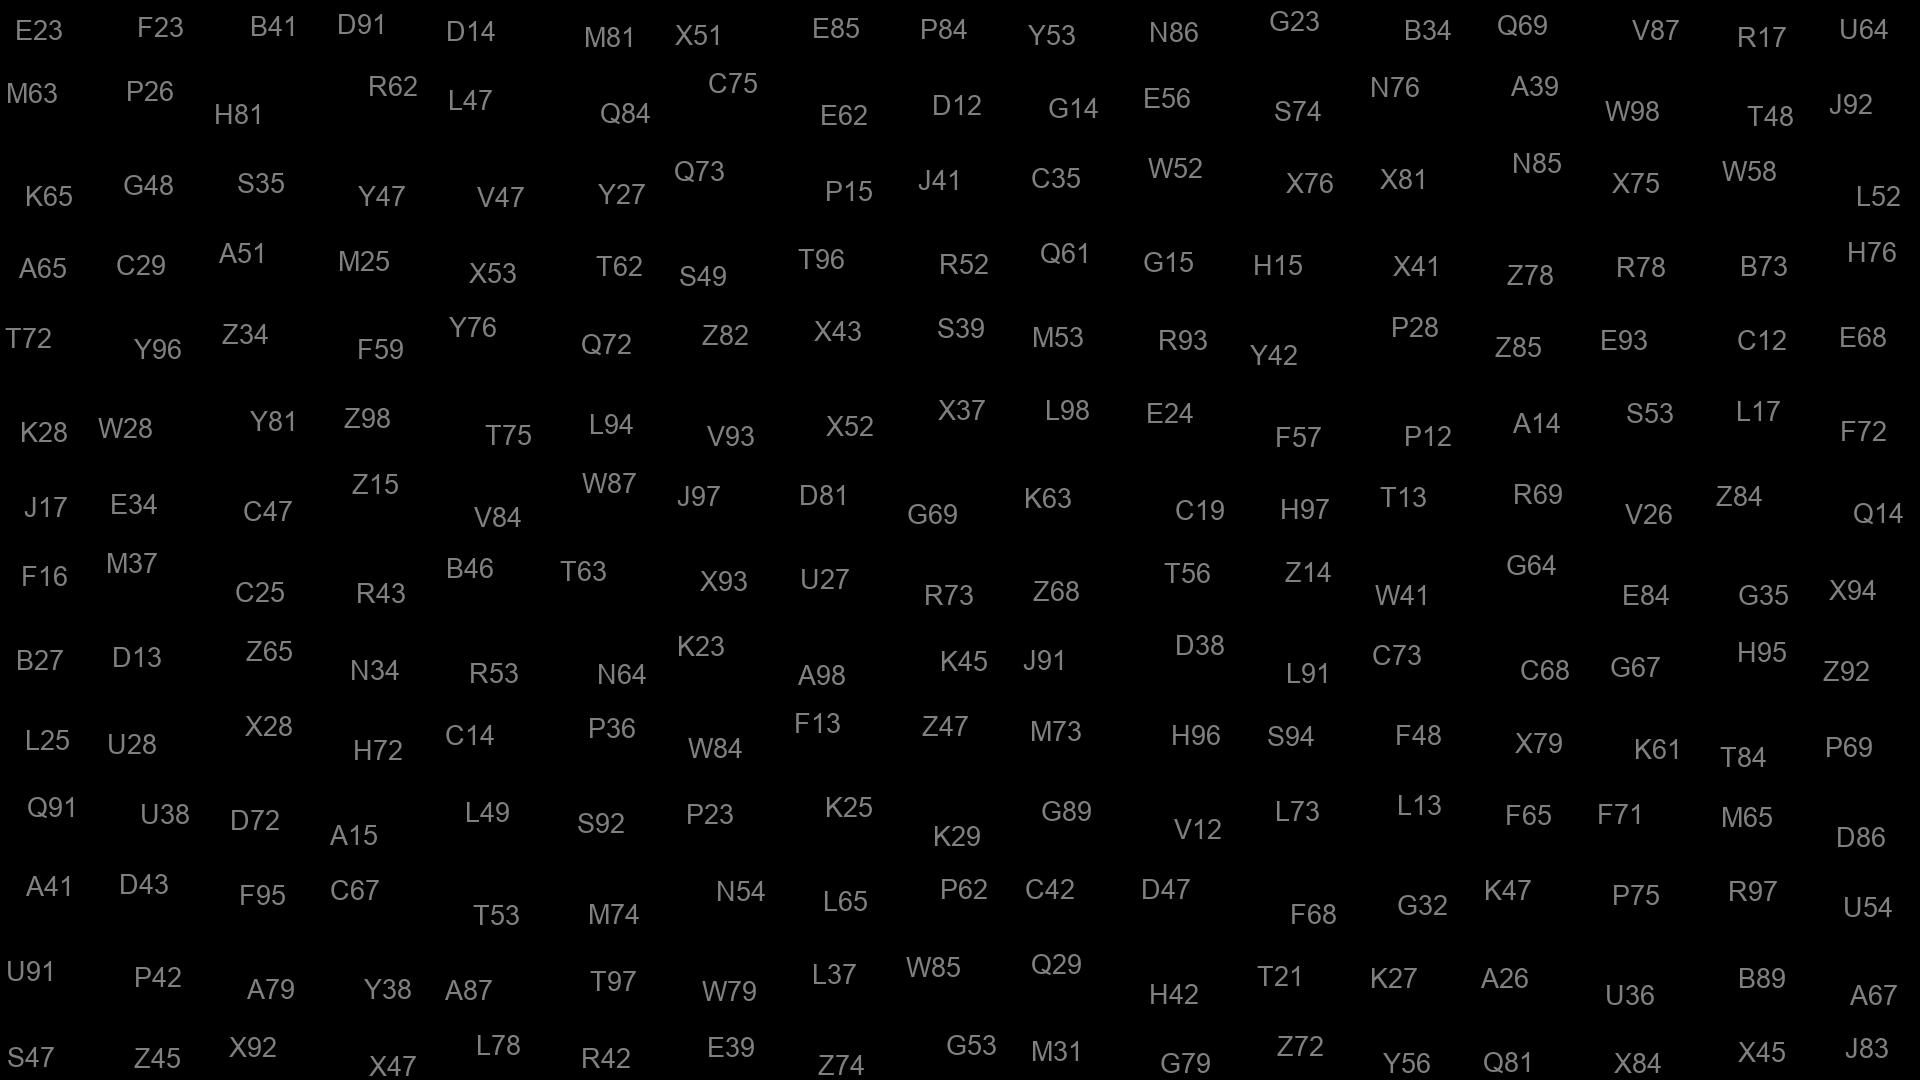 E23 F23 B41 D91 D14 M81 X51 E85 P84 Y53 N86 G23 B34 Q69 V87 R17 U64
M63 P26 H81 R62 L47 Q84 C75 E62 D12 G14 E56 S74 N76 A39 W98 T48 J92
K65 G48 S35 Y47 V47 Y27 Q73 P15 J41 C35 W52 X76 X81 N85 X75 W58 L52
A65 C29 A51 M25 X53 T62 S49 T96 R52 Q61 G15 H15 X41 Z78 R78 B73 H76
T72 Y96 Z34 F59 Y76 Q72 Z82 X43 S39 M53 R93 Y42 P28 Z85 E93 C12 E68
K28 W28 Y81 Z98 T75 L94 V93 X52 X37 L98 E24 F57 P12 A14 S53 L17 F72
J17 E34 C47 Z15 V84 W87 J97 D81 G69 K63 C19 H97 T13 R69 V26 Z84 Q14
F16 M37 C25 R43 B46 T63 X93 U27 R73 Z68 T56 Z14 W41 G64 E84 G35 X94
B27 D13 Z65 N34 R53 N64 K23 A98 K45 J91 D38 L91 C73 C68 G67 H95 Z92
L25 U28 X28 H72 C14 P36 W84 F13 Z47 M73 H96 S94 F48 X79 K61 T84 P69
Q91 U38 D72 A15 L49 S92 P23 K25 K29 G89 V12 L73 L13 F65 F71 M65 D86
A41 D43 F95 C67 T53 M74 N54 L65 P62 C42 D47 F68 G32 K47 P75 R97 U54
U91 P42 A79 Y38 A87 T97 W79 L37 W85 Q29 H42 T21 K27 A26 U36 B89 A67
S47 Z45 X92 X47 L78 R42 E39 Z74 G53 M31 G79 Z72 Y56 Q81 X84 X45 J83